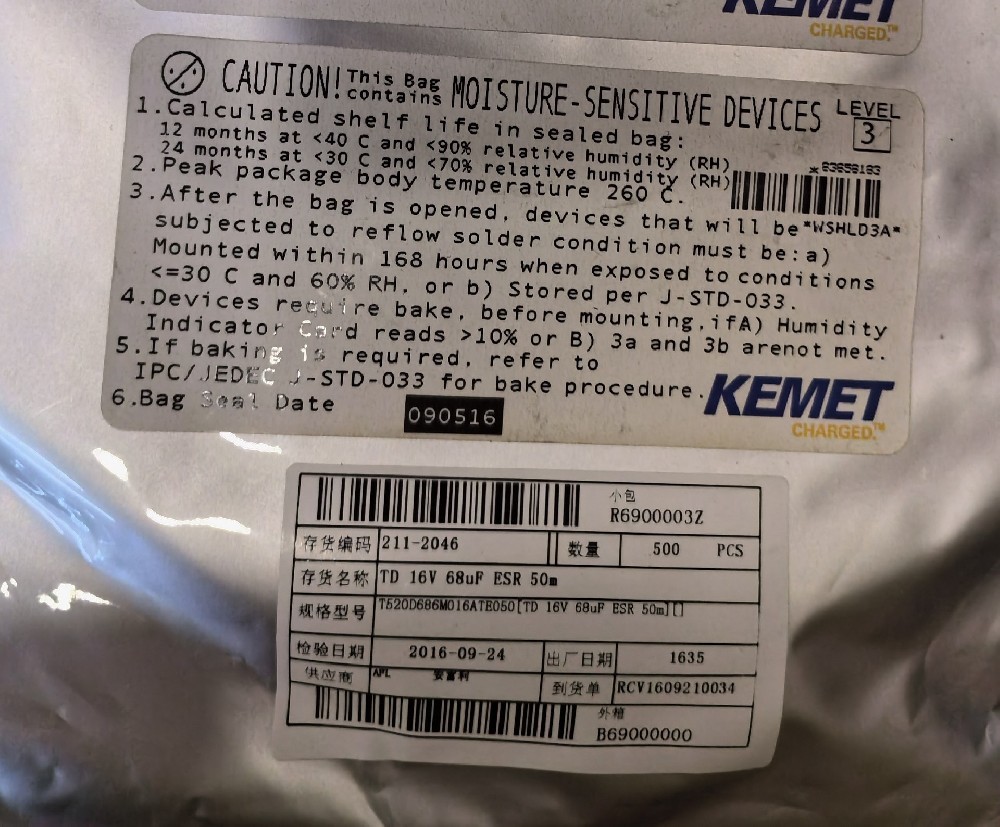 KEMET
CHARGED.™
CAUTION! This Bag contains MOISTURE-SENSITIVE DEVICES
LEVEL
3
1.Calculated shelf life in sealed bag:
12 months at <40 C and <90% relative humidity (RH)
24 months at <30 C and <70% relative humidity (RH)
2.Peak package body temperature 260 C.
*WSHLD3A*
3.After the bag is opened, devices that will be
subjected to reflow solder condition must be:a)
Mounted within 168 hours when exposed to conditions
<=30 C and 60% RH, or b) Stored per J-STD-033.
4.Devices require bake, before mounting,ifA) Humidity
Indicator Card reads >10% or B) 3a and 3b arenot met.
5.If baking is required, refer to
IPC/JEDEC J-STD-033 for bake procedure.
6.Bag Seal Date 090516
KEMET
CHARGED.™
小包
R6900003Z
存货编码 211-2046 数量 500 PCS
存货名称 TD 16V 68uF ESR 50m
规格型号 T520D686M016ATE050[TD 16V 68uF ESR 50m][]
检验日期 2016-09-24 出厂日期 1635
供应商 APL 安富利 到货单 RCV1609210034
外箱
B69000000